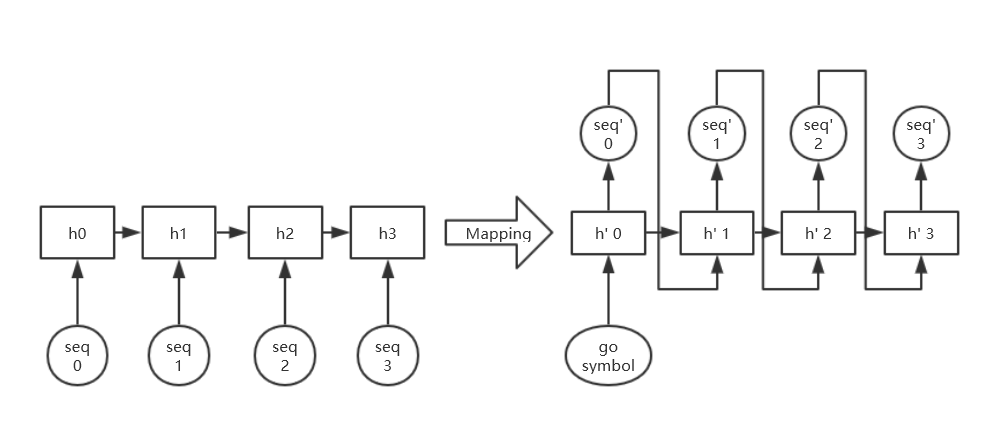 seq'
0
seq'
1
seq'
2
seq'
3
h0
h1
h2
h3
Mapping
h' 0
h' 1
h' 2
h' 3
seq
0
seq
1
seq
2
seq
3
go
symbol